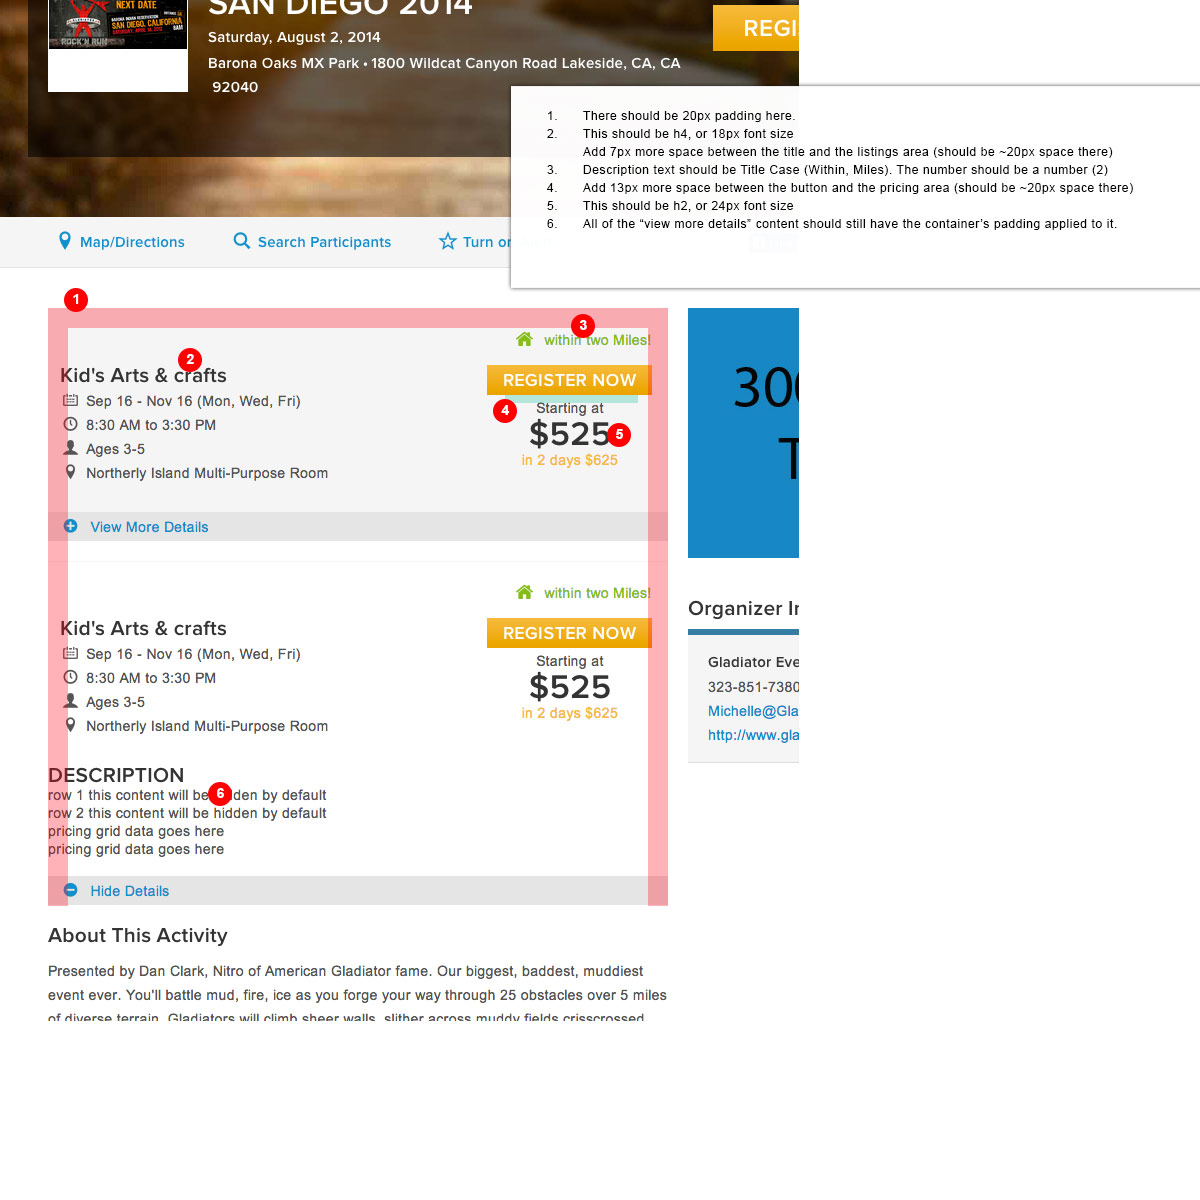 NEXT DATE
BARONA INDIAN RESERVATION
SAN DIEGO, CALIFORNIA
8AM
ROCK'N RUN
SAN DIEGO 2014
Saturday, August 2, 2014
Barona Oaks MX Park • 1800 Wildcat Canyon Road Lakeside, CA, CA
92040
REGI
1. There should be 20px padding here.
2. This should be h4, or 18px font size
Add 7px more space between the title and the listings area (should be ~20px space there)
3. Description text should be Title Case (Within, Miles). The number should be a number (2)
4. Add 13px more space between the button and the pricing area (should be ~20px space there)
5. This should be h2, or 24px font size
6. All of the “view more details” content should still have the container’s padding applied to it.
Map/Directions
Search Participants
Turn on
1
3
within two Miles!
2
Kid's Arts & crafts
REGISTER NOW
Sep 16 - Nov 16 (Mon, Wed, Fri)
4
Starting at
8:30 AM to 3:30 PM
$525
5
Ages 3-5
in 2 days $625
Northerly Island Multi-Purpose Room
View More Details
within two Miles!
Kid's Arts & crafts
REGISTER NOW
Sep 16 - Nov 16 (Mon, Wed, Fri)
Starting at
8:30 AM to 3:30 PM
$525
Ages 3-5
in 2 days $625
Northerly Island Multi-Purpose Room
DESCRIPTION
6
row 1 this content will be hidden by default
row 2 this content will be hidden by default
pricing grid data goes here
pricing grid data goes here
Hide Details
About This Activity
Presented by Dan Clark, Nitro of American Gladiator fame. Our biggest, baddest, muddiest
event ever. You'll battle mud, fire, ice as you forge your way through 25 obstacles over 5 miles
of diverse terrain. Gladiators will climb sheer walls, slither across muddy fields crisscrossed
300
T
Organizer In
Gladiator Eve
323-851-7380
Michelle@Gla
http://www.gla